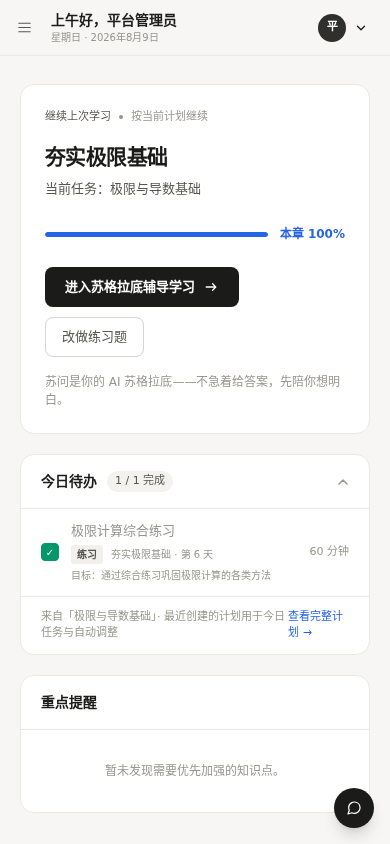 上午好，平台管理员
星期日 · 2026年8月9日
平
继续上次学习 • 按当前计划继续
夯实极限基础
当前任务：极限与导数基础
本章 100%
进入苏格拉底辅导学习 →
改做练习题
苏问是你的 AI 苏格拉底——不急着给答案，先陪你想明
白。
今日待办 1 / 1 完成
极限计算综合练习
练习 夯实极限基础 · 第 6 天
60 分钟
目标：通过综合练习巩固极限计算的各类方法
来自「极限与导数基础」· 最近创建的计划用于今日
任务与自动调整
查看完整计
划 →
重点提醒
暂未发现需要优先加强的知识点。